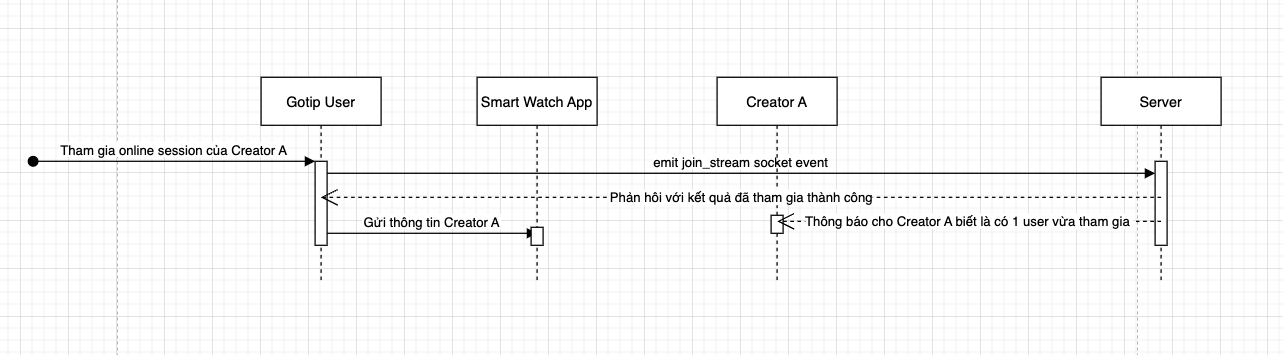 Gotip User
Smart Watch App
Creator A
Server
Tham gia online session của Creator A
emit join_stream socket event
Phản hồi với kết quả đã tham gia thành công
Thông báo cho Creator A biết là có 1 user vừa tham gia
Gửi thông tin Creator A